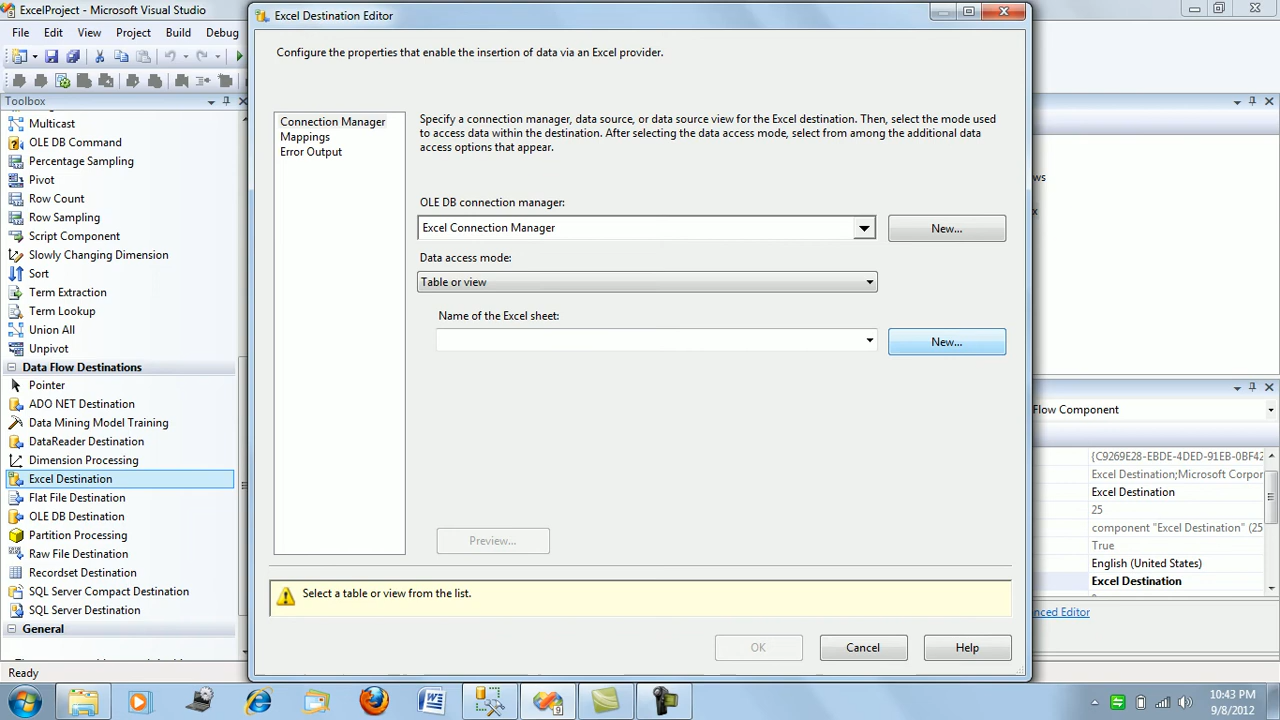 ExcelProject - Microsoft Visual Studio
File Edit View Project Build Debug
Toolbox
Multicast
OLE DB Command
Percentage Sampling
Pivot
Row Count
Row Sampling
Script Component
Slowly Changing Dimension
Sort
Term Extraction
Term Lookup
Union All
Unpivot
Data Flow Destinations
Pointer
ADO NET Destination
Data Mining Model Training
DataReader Destination
Dimension Processing
Excel Destination
Flat File Destination
OLE DB Destination
Partition Processing
Raw File Destination
Recordset Destination
SQL Server Compact Destination
SQL Server Destination
General
Ready
Excel Destination Editor
Configure the properties that enable the insertion of data via an Excel provider.
Connection Manager
Mappings
Error Output
Specify a connection manager, data source, or data source view for the Excel destination. Then, select the mode used
to access data within the destination. After selecting the data access mode, select from among the additional data
access options that appear.
OLE DB connection manager:
Excel Connection Manager
New...
Data access mode:
Table or view
Name of the Excel sheet:
New...
Preview...
Select a table or view from the list.
OK
Cancel
Help
ws
x
Flow Component
{C9269E28-EBDE-4DED-91EB-0BF42
Excel Destination;Microsoft Corpor
Excel Destination
25
component "Excel Destination" (25
True
English (United States)
Excel Destination
nced Editor
10:43 PM
9/8/2012